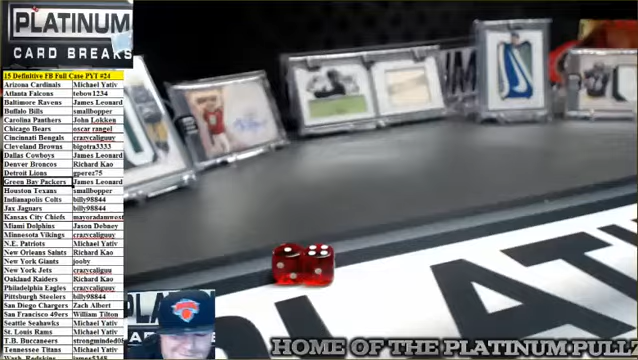 PLATINUM
CARD BREAKS
15 Definitive FB Full Case PYT #24
Arizona Cardinals Michael Yativ
Atlanta Falcons tebow1234
Baltimore Ravens James Leonard
Buffalo Bills smallbopper
Carolina Panthers John Lokken
Chicago Bears oscar rangel
Cincinnati Bengals crazycaliguy
Cleveland Browns bigotra3333
Dallas Cowboys James Leonard
Denver Broncos Richard Kao
Detroit Lions gperez75
Green Bay Packers James Leonard
Houston Texans smallbopper
Indianapolis Colts billy98844
Jax Jaguars billy98844
Kansas City Chiefs mayoradamwest
Miami Dolphins Jason Debney
Minnesota Vikings crazycaliguy
N.E. Patriots Michael Yativ
New Orleans Saints Richard Kao
New York Giants jooby
New York Jets crazycaliguy
Oakland Raiders Richard Kao
Philadelphia Eagles crazycaliguy
Pittsburgh Steelers billy98844
San Diego Chargers Zach Albert
San Francisco 49ers William Tilton
Seattle Seahawks Michael Yativ
St. Louis Rams Michael Yativ
T.B. Buccaneers strongminded08
Tennessee Titans Michael Yativ
Wash. Redskins
PLATI
HOME OF THE PLATINUM PULL